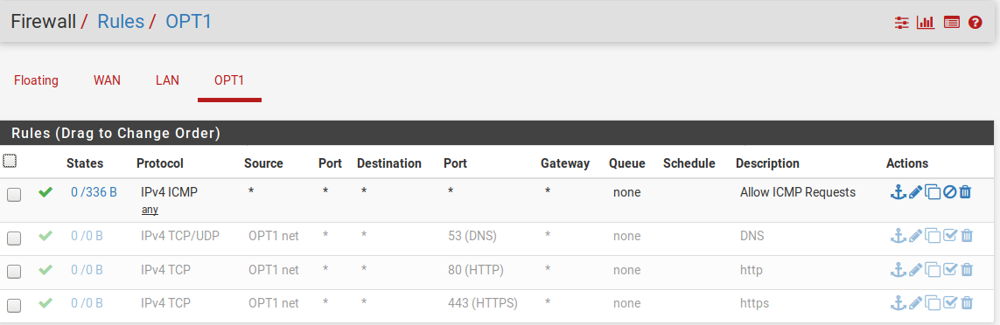 Firewall / Rules / OPT1
Floating WAN LAN OPT1
Rules (Drag to Change Order)
States Protocol Source Port Destination Port Gateway Queue Schedule Description Actions
0 /336 B IPv4 ICMP * * * * * none Allow ICMP Requests
any
0 /0 B IPv4 TCP/UDP OPT1 net * * 53 (DNS) * none DNS
0 /0 B IPv4 TCP OPT1 net * * 80 (HTTP) * none http
0 /0 B IPv4 TCP OPT1 net * * 443 (HTTPS) * none https